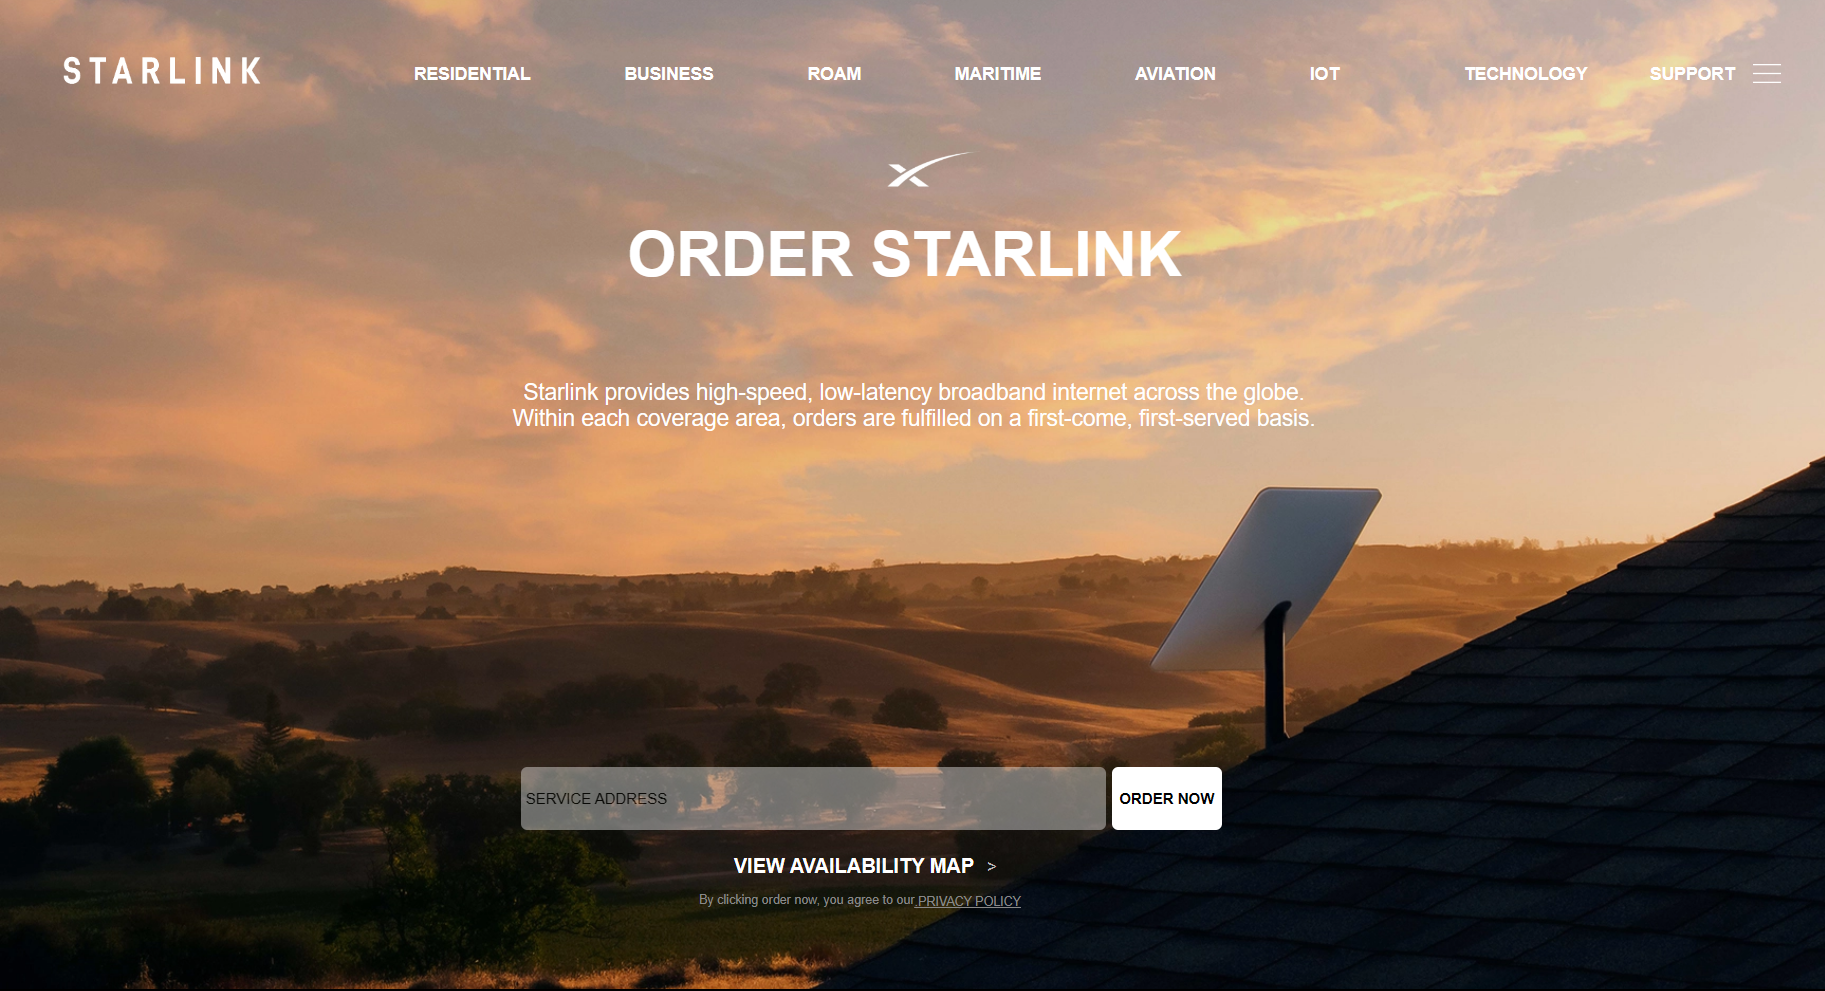 STARLINK
RESIDENTIAL BUSINESS ROAM MARITIME AVIATION IOT TECHNOLOGY SUPPORT
ORDER STARLINK
Starlink provides high-speed, low-latency broadband internet across the globe.
Within each coverage area, orders are fulfilled on a first-come, first-served basis.
SERVICE ADDRESS ORDER NOW
VIEW AVAILABILITY MAP >
By clicking order now, you agree to our PRIVACY POLICY